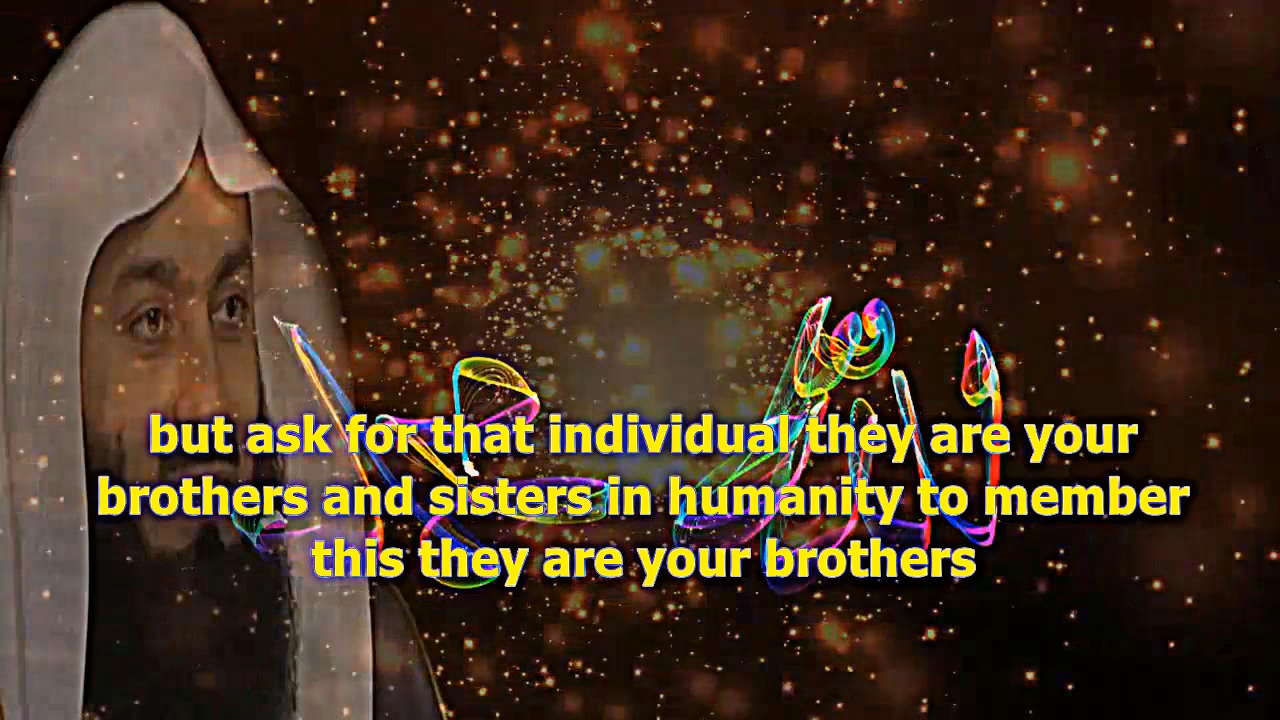 but ask for that individual they are your
brothers and sisters in humanity to member
this they are your brothers